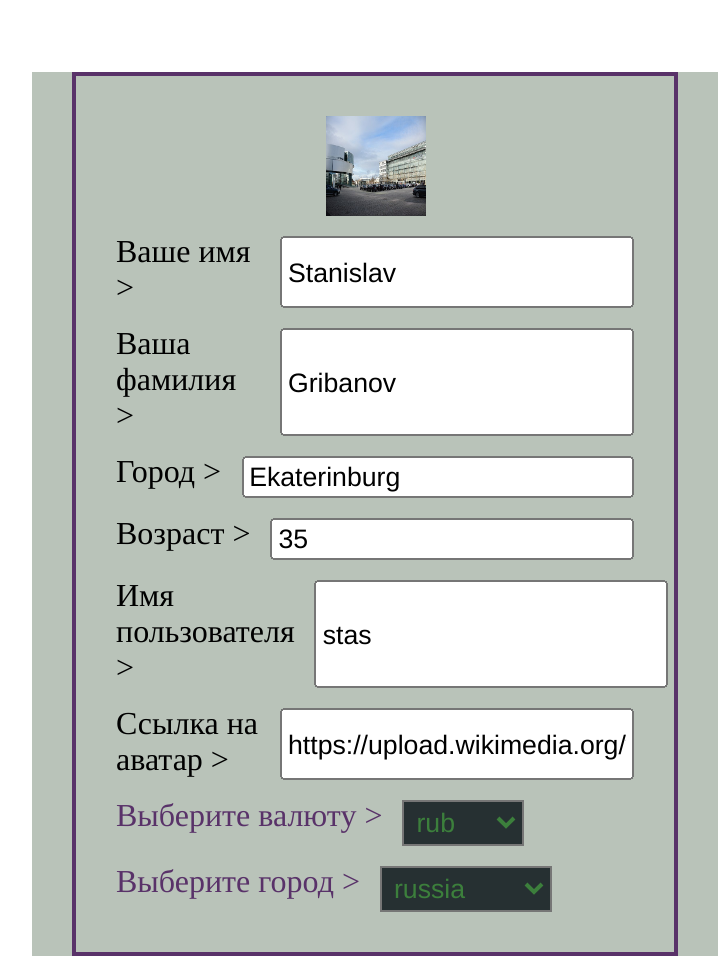 Ваше имя
>
Stanislav
Ваша
фамилия
>
Gribanov
Город >
Ekaterinburg
Возраст >
35
Имя
пользователя
>
stas
Ссылка на
аватар >
https://upload.wikimedia.org/
Выберите валюту >
rub
Выберите город >
russia